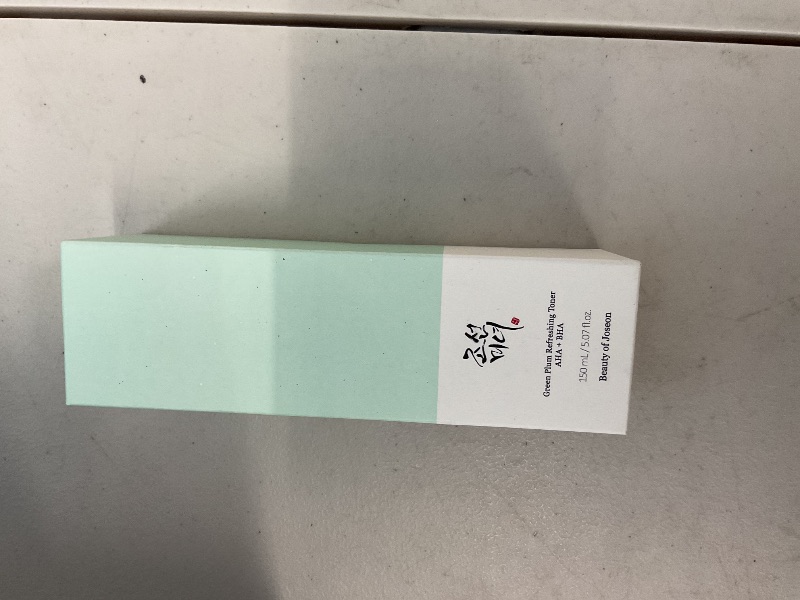 조선
미녀
Green Plum Refreshing Toner
AHA + BHA
150 mL / 5.07 fl.oz.
Beauty of Joseon